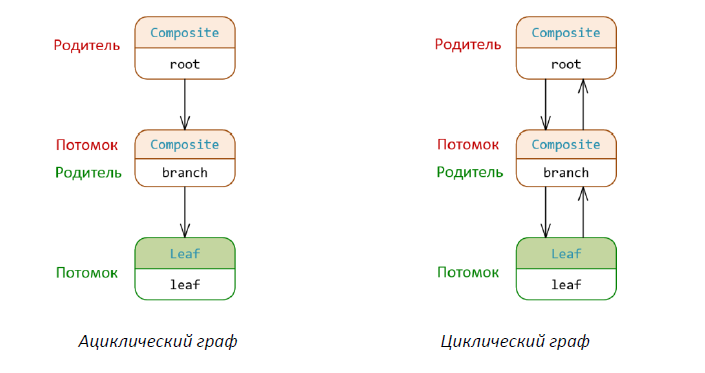 Родитель
Composite
root
Потомок
Родитель
Composite
branch
Потомок
Leaf
leaf
Ациклический граф
Родитель
Composite
root
Потомок
Родитель
Composite
branch
Потомок
Leaf
leaf
Циклический граф